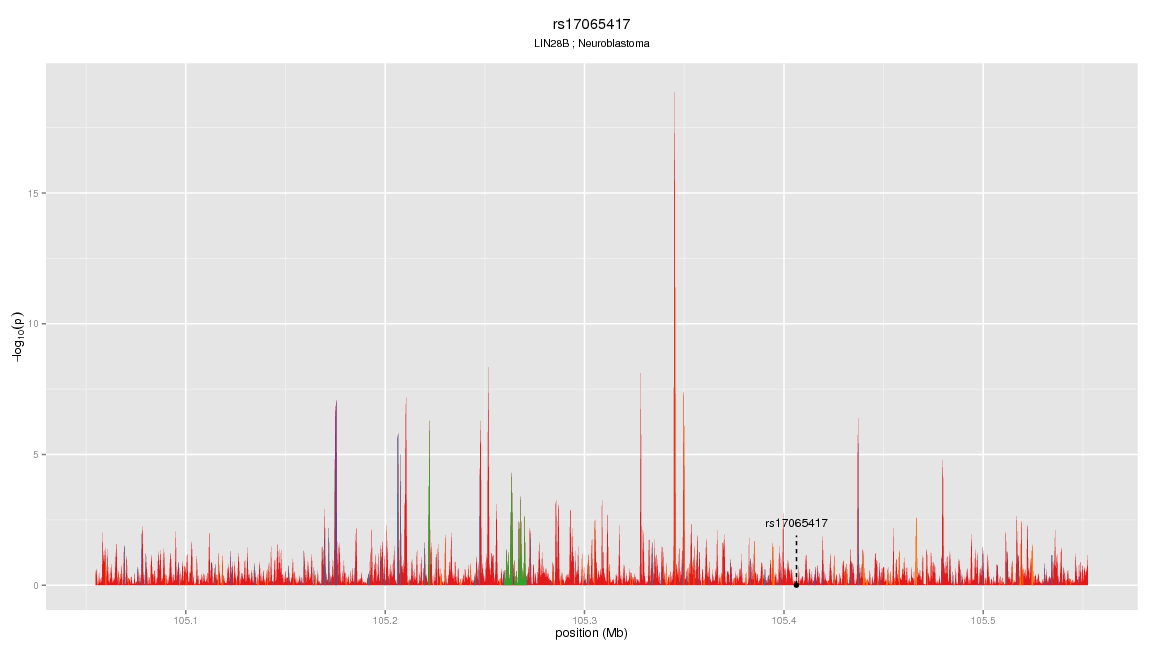 rs17065417
LIN28B ; Neuroblastoma
15
10
5
0
−log10(p)
rs17065417
105.1 105.2 105.3 105.4 105.5
position (Mb)